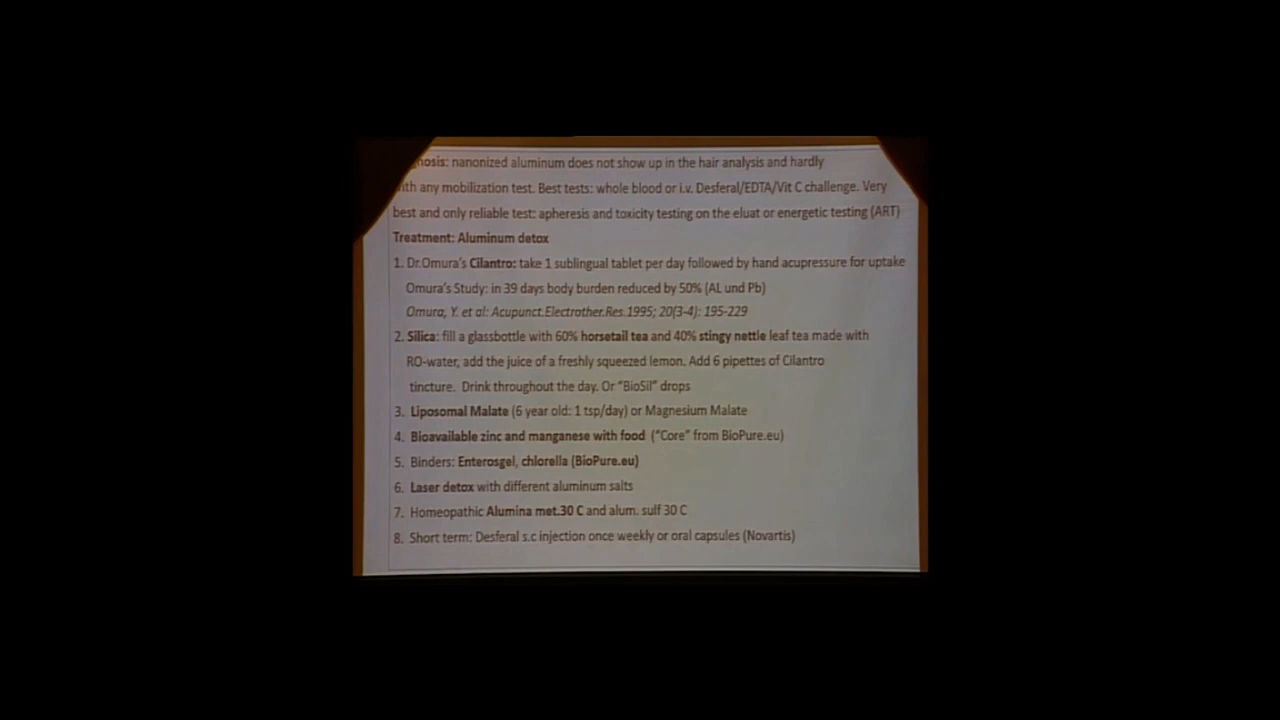 nosis: nanonized aluminum does not show up in the hair analysis and hardly
ith any mobilization test. Best tests: whole blood or i.v. Desferal/EDTA/Vit C challenge. Very
best and only reliable test: apheresis and toxicity testing on the eluat or energetic testing (ART)
Treatment: Aluminum detox
1. Dr.Omura's Cilantro: take 1 sublingual tablet per day followed by hand acupressure for uptake
Omura's Study: in 39 days body burden reduced by 50% (AL und Pb)
Omura, Y. et al: Acupunct.Electrother.Res.1995; 20(3-4): 195-229
2. Silica: fill a glassbottle with 60% horsetail tea and 40% stingy nettle leaf tea made with
RO-water, add the juice of a freshly squeezed lemon. Add 6 pipettes of Cilantro
tincture. Drink throughout the day. Or "BioSil" drops
3. Liposomal Malate (6 year old: 1 tsp/day) or Magnesium Malate
4. Bioavailable zinc and manganese with food ("Core" from BioPure.eu)
5. Binders: Enterosgel, chlorella (BioPure.eu)
6. Laser detox with different aluminum salts
7. Homeopathic Alumina met.30 C and alum. sulf 30 C
8. Short term: Desferal s.c injection once weekly or oral capsules (Novartis)